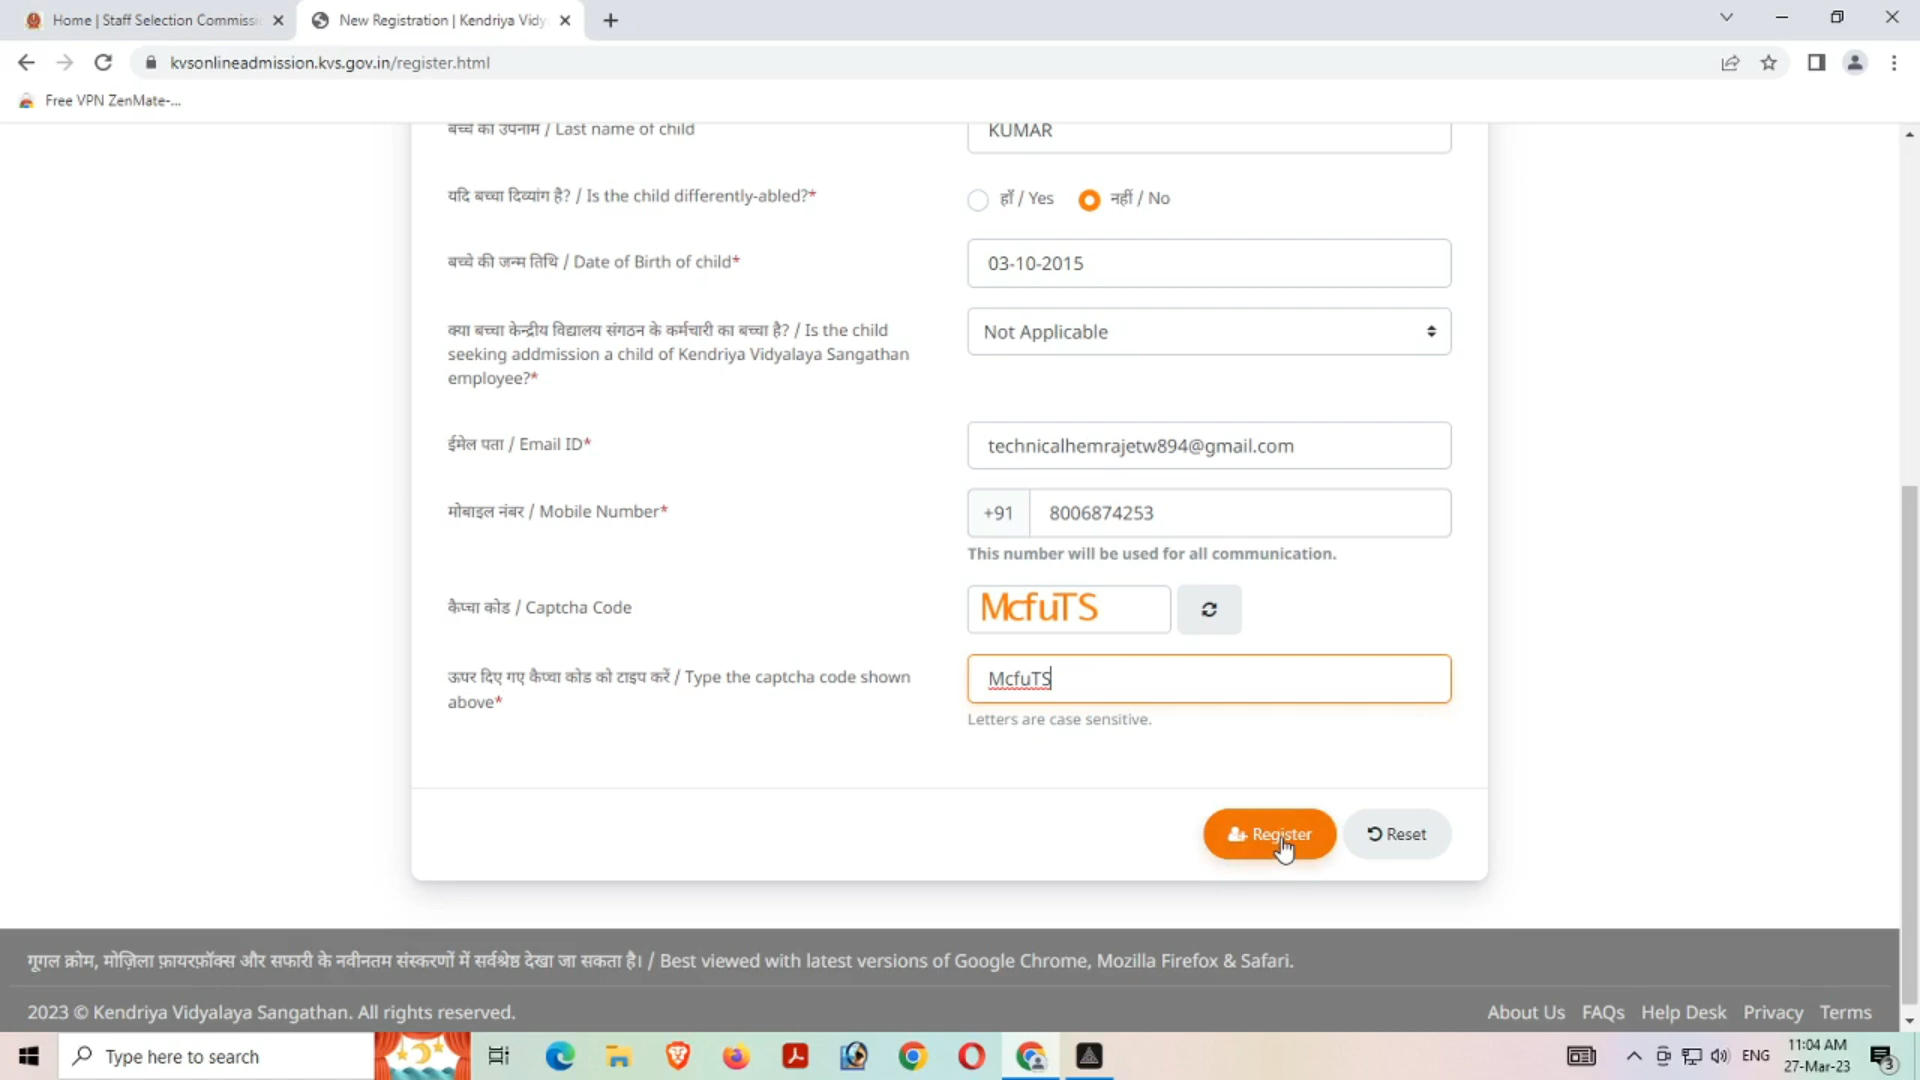 Home | Staff Selection Commissi
New Registration | Kendriya Vidy
kvsonlineadmission.kvs.gov.in/register.html
Free VPN ZenMate-...
बच्चे का उपनाम / Last name of child
KUMAR
यदि बच्चा दिव्यांग है? / Is the child differently-abled?*
हाँ / Yes
नहीं / No
बच्चे की जन्म तिथि / Date of Birth of child*
03-10-2015
क्या बच्चा केन्द्रीय विद्यालय संगठन के कर्मचारी का बच्चा है? / Is the child
seeking addmission a child of Kendriya Vidyalaya Sangathan
employee?*
Not Applicable
ईमेल पता / Email ID*
technicalhemrajetw894@gmail.com
मोबाइल नंबर / Mobile Number*
+91
8006874253
This number will be used for all communication.
कैप्चा कोड / Captcha Code
McfuTS
ऊपर दिए गए कैप्चा कोड को टाइप करें / Type the captcha code shown
above*
McfuTS
Letters are case sensitive.
Register
Reset
गूगल क्रोम, मोज़िला फ़ायरफ़ॉक्स और सफारी के नवीनतम संस्करणों में सर्वश्रेष्ठ देखा जा सकता है। / Best viewed with latest versions of Google Chrome, Mozilla Firefox & Safari.
2023 © Kendriya Vidyalaya Sangathan. All rights reserved.
About Us FAQs Help Desk Privacy Terms
Type here to search
ENG
11:04 AM
27-Mar-23
3